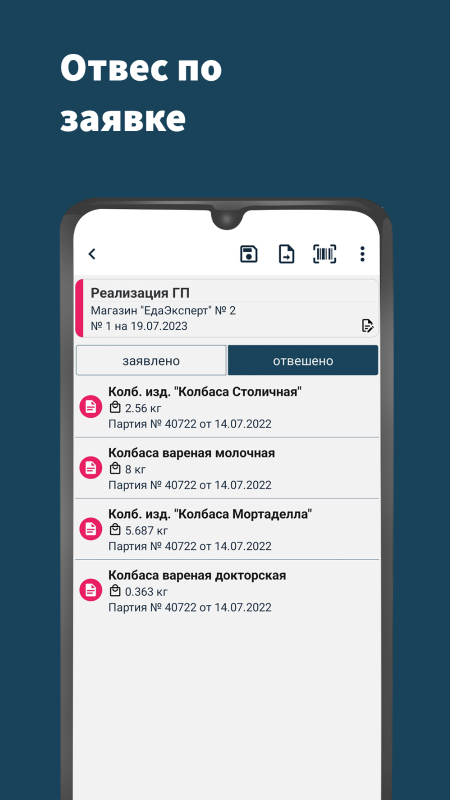 Отвес по
заявке
Реализация ГП
Магазин "ЕдаЭксперт" № 2
№ 1 на 19.07.2023
заявлено
отвешено
Колб. изд. "Колбаса Столичная"
2.56 кг
Партия № 40722 от 14.07.2022
Колбаса вареная молочная
8 кг
Партия № 40722 от 14.07.2022
Колб. изд. "Колбаса Мортаделла"
5.687 кг
Партия № 40722 от 14.07.2022
Колбаса вареная докторская
0.363 кг
Партия № 40722 от 14.07.2022